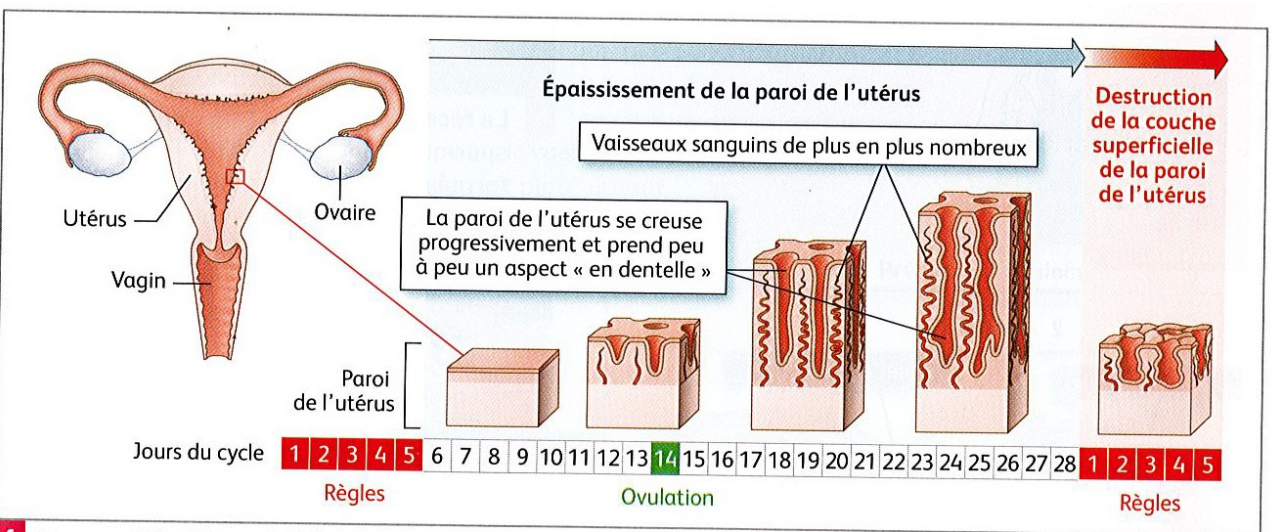 Épaississement de la paroi de l'utérus
Destruction
de la couche
superficielle
de la paroi
de l'utérus
Vaisseaux sanguins de plus en plus nombreux
La paroi de l'utérus se creuse
progressivement et prend peu
à peu un aspect « en dentelle »
Utérus
Ovaire
Vagin
Paroi
de l'utérus
Jours du cycle 1 2 3 4 5 6 7 8 9 10 11 12 13 14 15 16 17 18 19 20 21 22 23 24 25 26 27 28 1 2 3 4 5
Règles
Ovulation
Règles